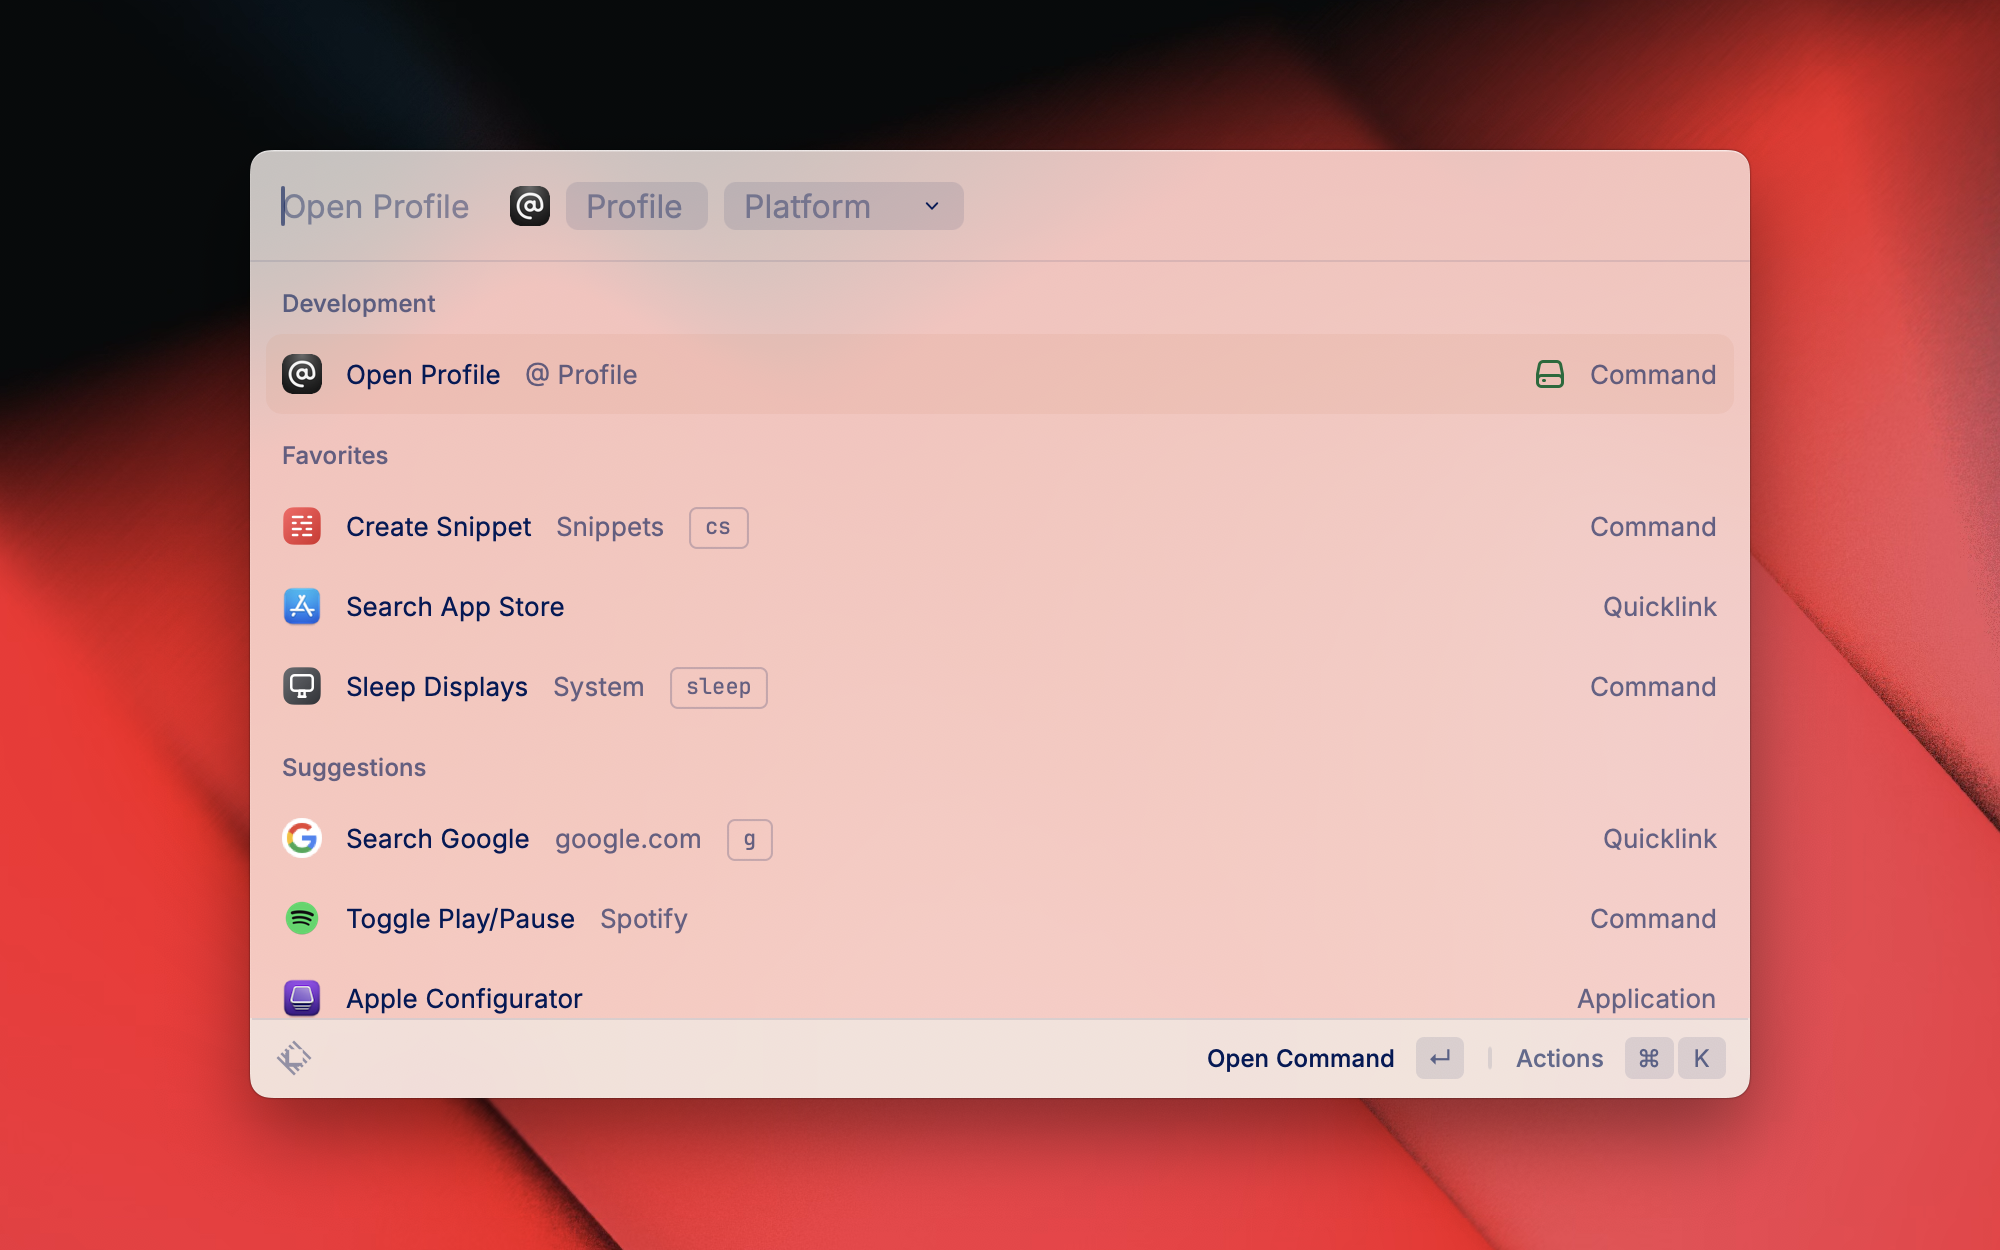 Open Profile @ Profile Platform
Development
@ Open Profile @ Profile Command
Favorites
Create Snippet Snippets cs Command
Search App Store Quicklink
Sleep Displays System sleep Command
Suggestions
G Search Google google.com g Quicklink
Toggle Play/Pause Spotify Command
Apple Configurator Application
Open Command ↵ Actions ⌘ K